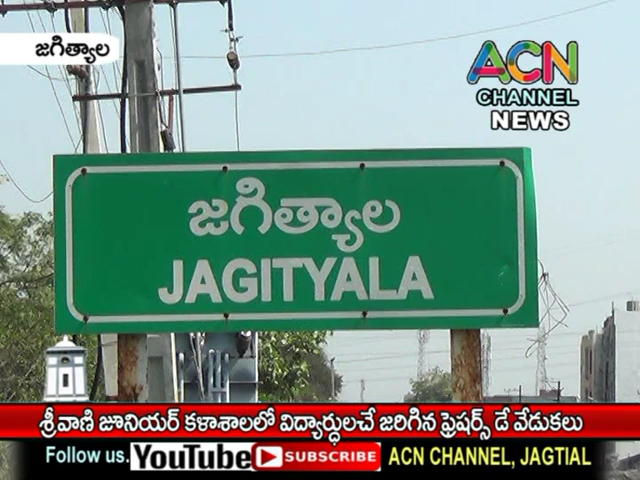 జగిత్యాల
ACN
CHANNEL
NEWS
జగిత్యాల
JAGITYALA
శ్రీవాణి జూనియర్ కళాశాలలో విద్యార్ధులచే జరిగిన ఫ్రెషర్స్ డే వేడుకలు
Follow us. YouTube SUBSCRIBE ACN CHANNEL, JAGTIAL